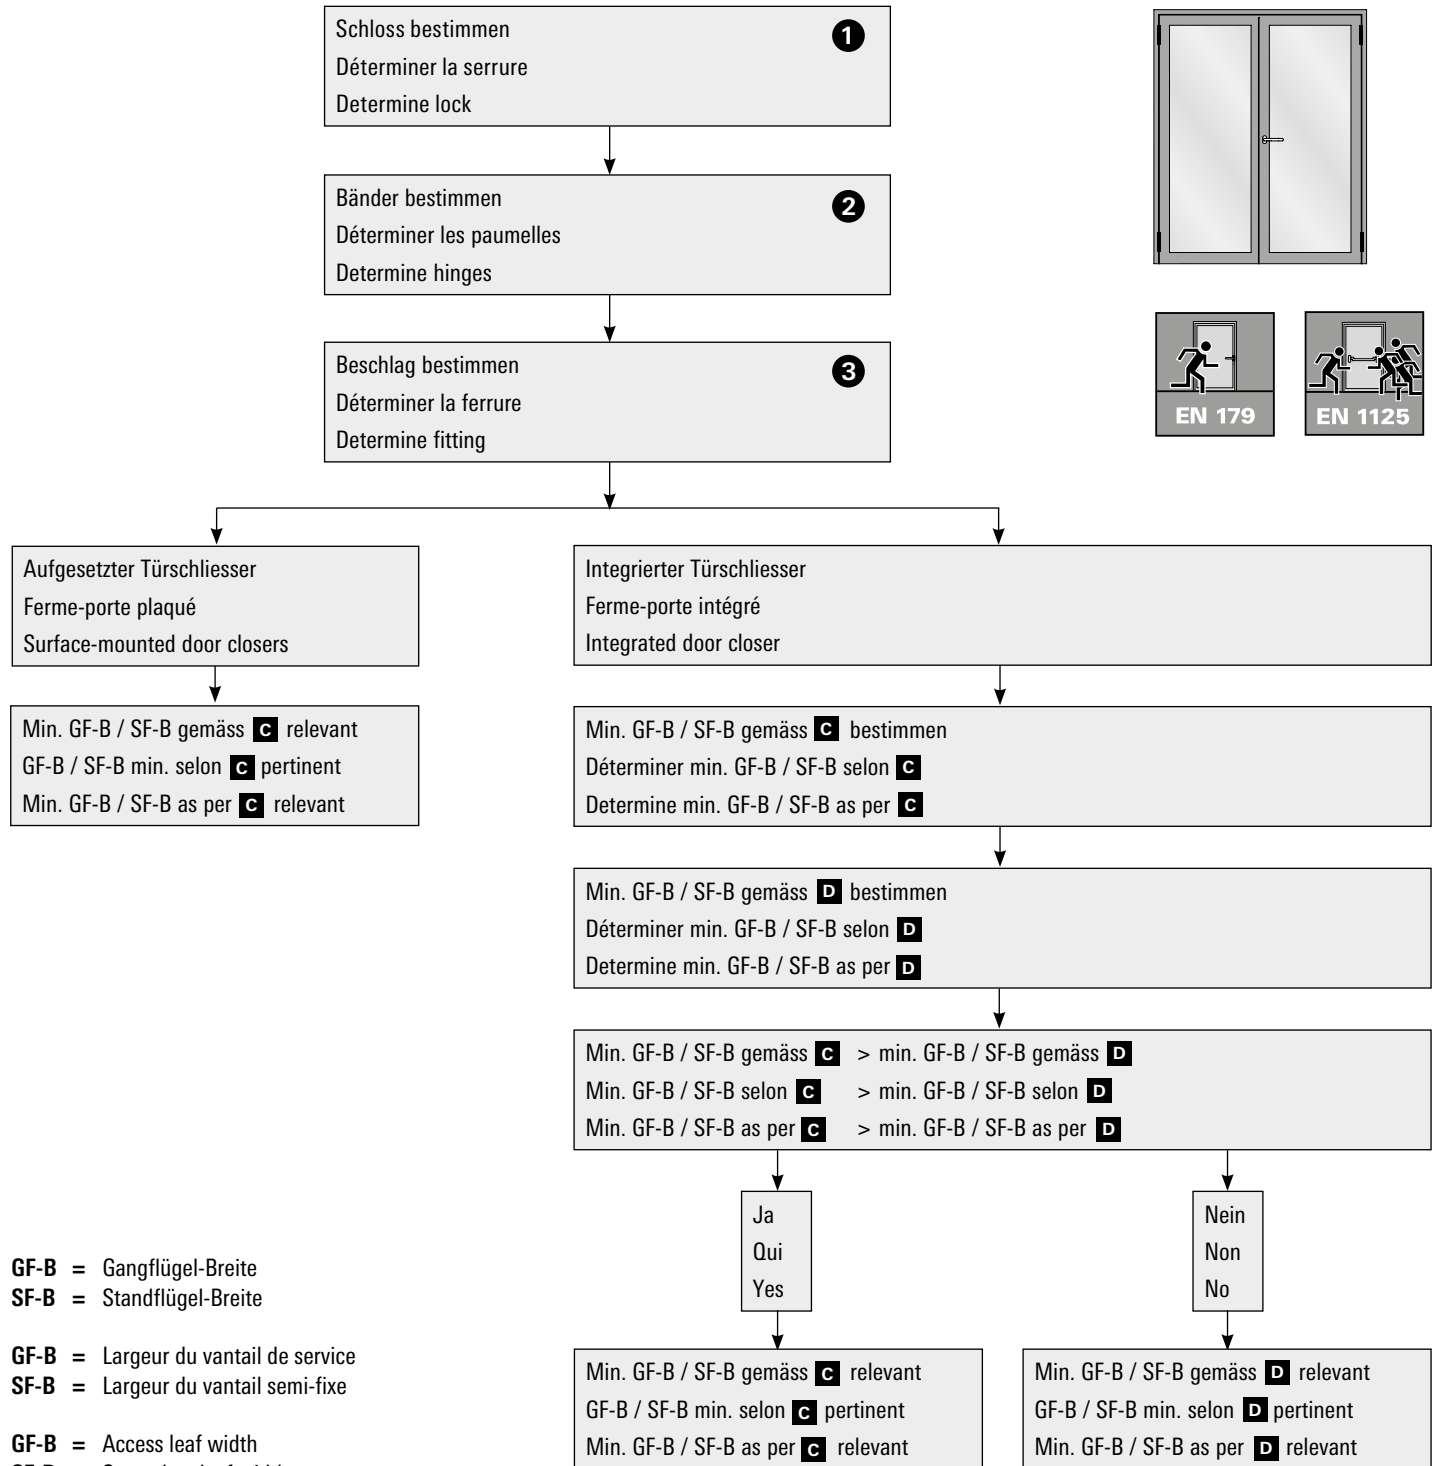 Schloss bestimmen
Déterminer la serrure
Determine lock
1
Bänder bestimmen
Déterminer les paumelles
Determine hinges
2
Beschlag bestimmen
Déterminer la ferrure
Determine fitting
3
EN 179
EN 1125
Aufgesetzter Türschliesser
Ferme-porte plaqué
Surface-mounted door closers
Integrierter Türschliesser
Ferme-porte intégré
Integrated door closer
Min. GF-B / SF-B gemäss C relevant
GF-B / SF-B min. selon C pertinent
Min. GF-B / SF-B as per C relevant
Min. GF-B / SF-B gemäss C bestimmen
Déterminer min. GF-B / SF-B selon C
Determine min. GF-B / SF-B as per C
Min. GF-B / SF-B gemäss D bestimmen
Déterminer min. GF-B / SF-B selon D
Determine min. GF-B / SF-B as per D
Min. GF-B / SF-B gemäss C > min. GF-B / SF-B gemäss D
Min. GF-B / SF-B selon C > min. GF-B / SF-B selon D
Min. GF-B / SF-B as per C > min. GF-B / SF-B as per D
Ja
Qui
Yes
Nein
Non
No
Min. GF-B / SF-B gemäss C relevant
GF-B / SF-B min. selon C pertinent
Min. GF-B / SF-B as per C relevant
Min. GF-B / SF-B gemäss D relevant
GF-B / SF-B min. selon D pertinent
Min. GF-B / SF-B as per D relevant
GF-B = Gangflügel-Breite
SF-B = Standflügel-Breite
GF-B = Largeur du vantail de service
SF-B = Largeur du vantail semi-fixe
GF-B = Access leaf width